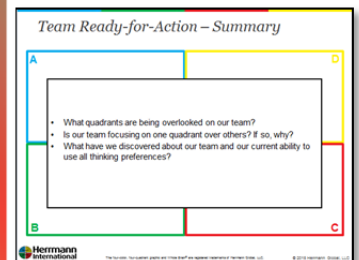 Team Ready-for-Action – Summary
A
D
• What quadrants are being overlooked on our team?
• Is our team focusing on one quadrant over others? If so, why?
• What have we discovered about our team and our current ability to
use all thinking preferences?
B
C
Herrmann
International